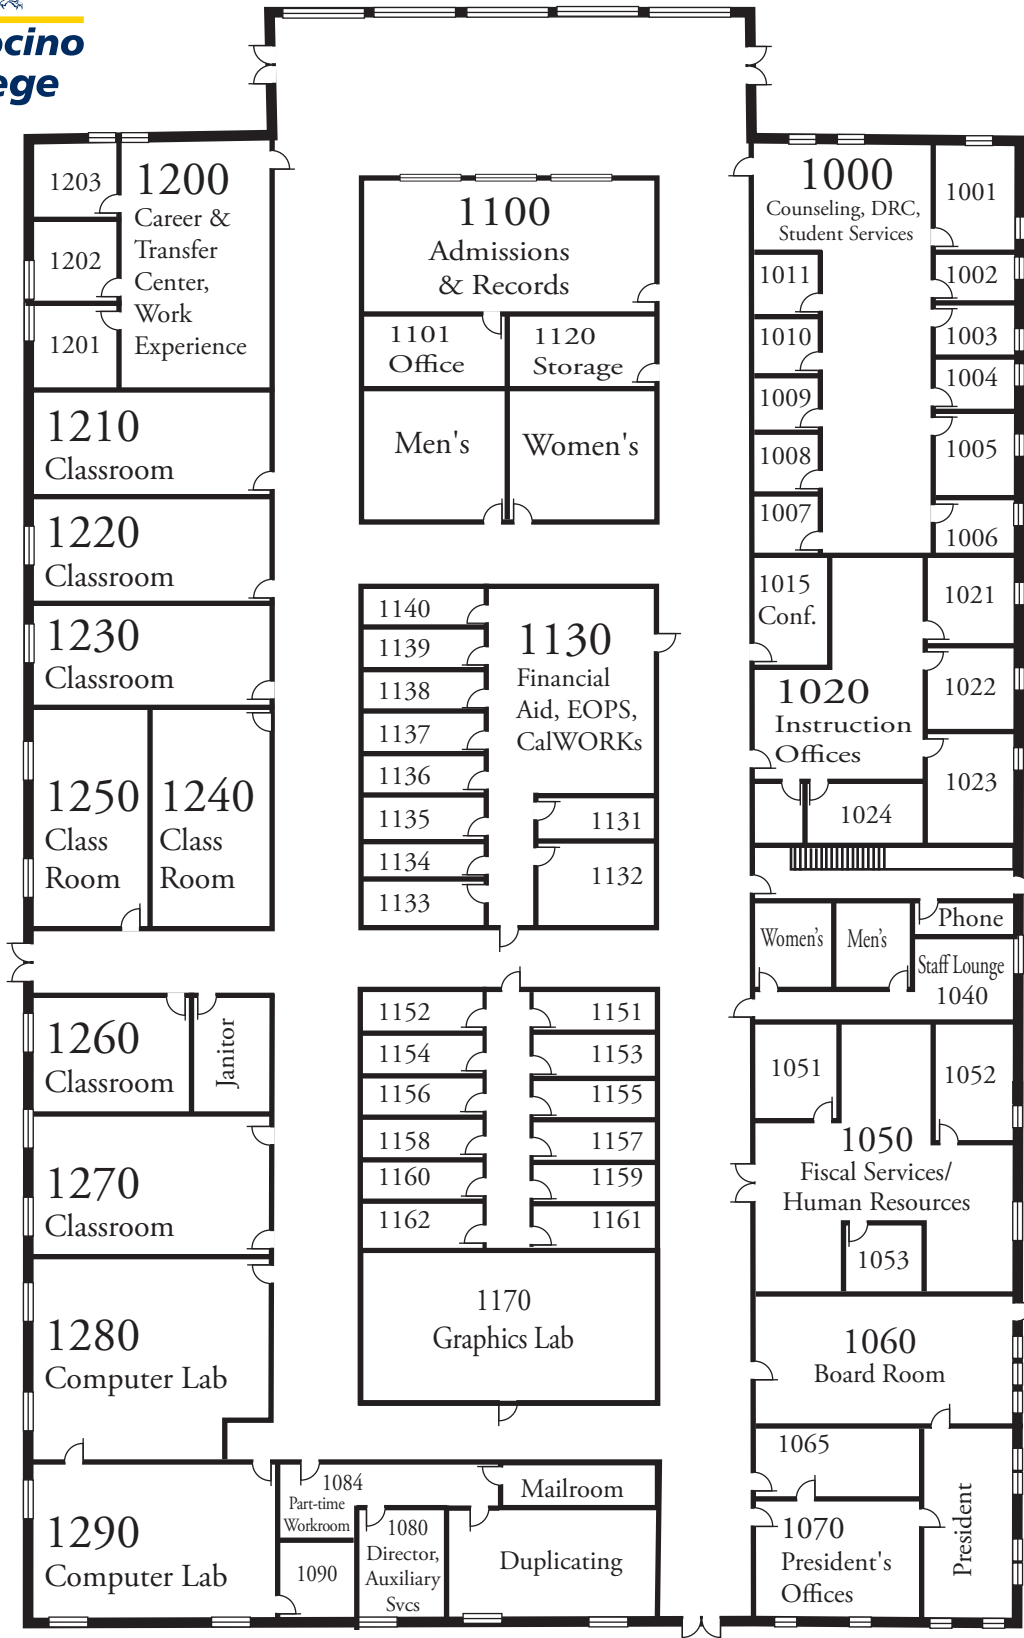 ocino
ege
1203
1202
1201
1200
Career &
Transfer
Center,
Work
Experience
1210
Classroom
1220
Classroom
1230
Classroom
1250
Class
Room
1240
Class
Room
1260
Classroom
Janitor
1270
Classroom
1280
Computer Lab
1290
Computer Lab
1100
Admissions
& Records
1101
Office
1120
Storage
Men's
Women's
1140
1139
1138
1137
1136
1135
1134
1133
1130
Financial
Aid, EOPS,
CalWORKs
1131
1132
1152
1151
1154
1153
1156
1155
1158
1157
1160
1159
1162
1161
1170
Graphics Lab
1084
Part-time
Workroom
1090
1080
Director,
Auxiliary
Svcs
Mailroom
Duplicating
1000
Counseling, DRC,
Student Services
1001
1002
1003
1004
1005
1006
1011
1010
1009
1008
1007
1015
Conf.
1020
Instruction
Offices
1021
1022
1023
1024
Women's
Men's
Phone
Staff Lounge
1040
1051
1052
1050
Fiscal Services/
Human Resources
1053
1060
Board Room
1065
1070
President's
Offices
President